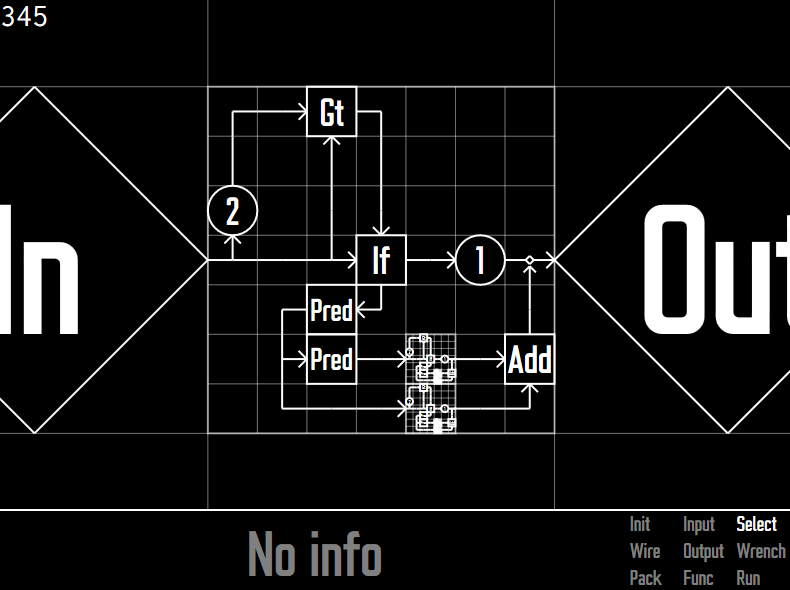 345
Gt
2
In
If
1
Out
Pred
Pred
Add
No info
Init Input Select
Wire Output Wrench
Pack Func Run